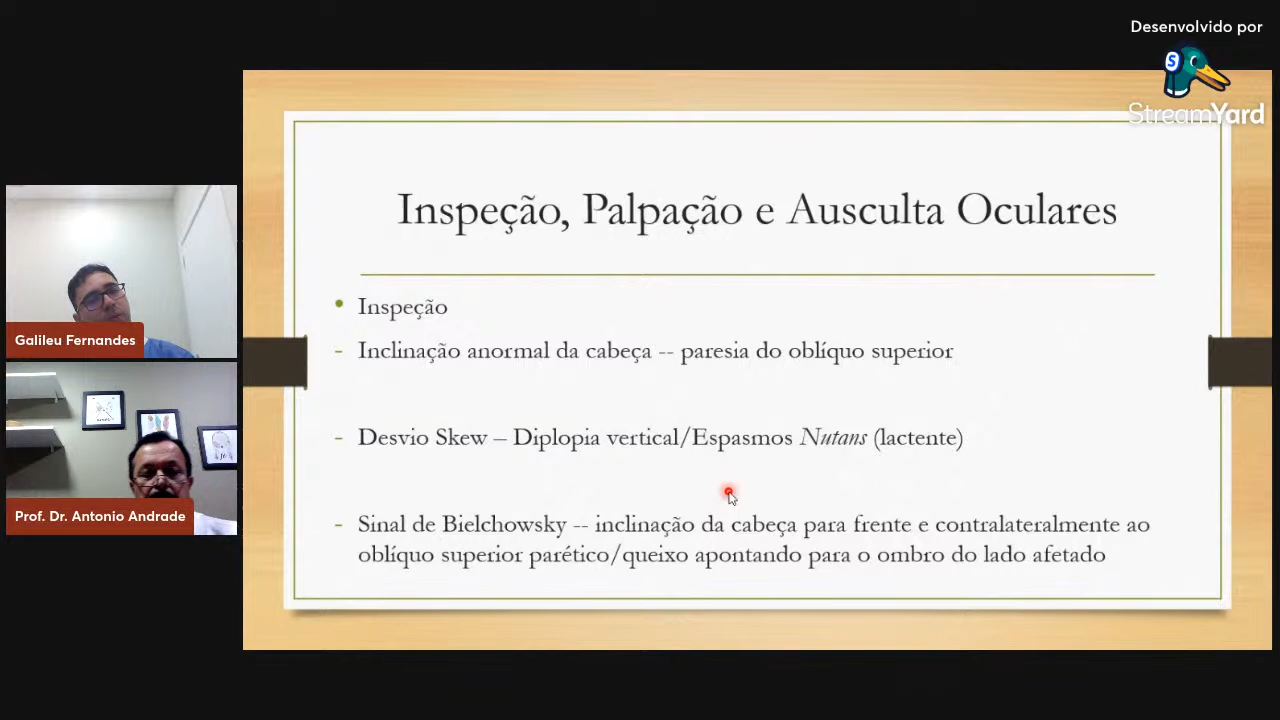 Desenvolvido por
S
StreamYard
Inspeção, Palpação e Ausculta Oculares
• Inspeção
- Inclinação anormal da cabeça -- paresia do oblíquo superior
- Desvio Skew – Diplopia vertical/Espasmos Nutans (lactente)
- Sinal de Bielchowsky -- inclinação da cabeça para frente e contralateralmente ao
oblíquo superior parético/queixo apontando para o ombro do lado afetado
Galileu Fernandes
Prof. Dr. Antonio Andrade